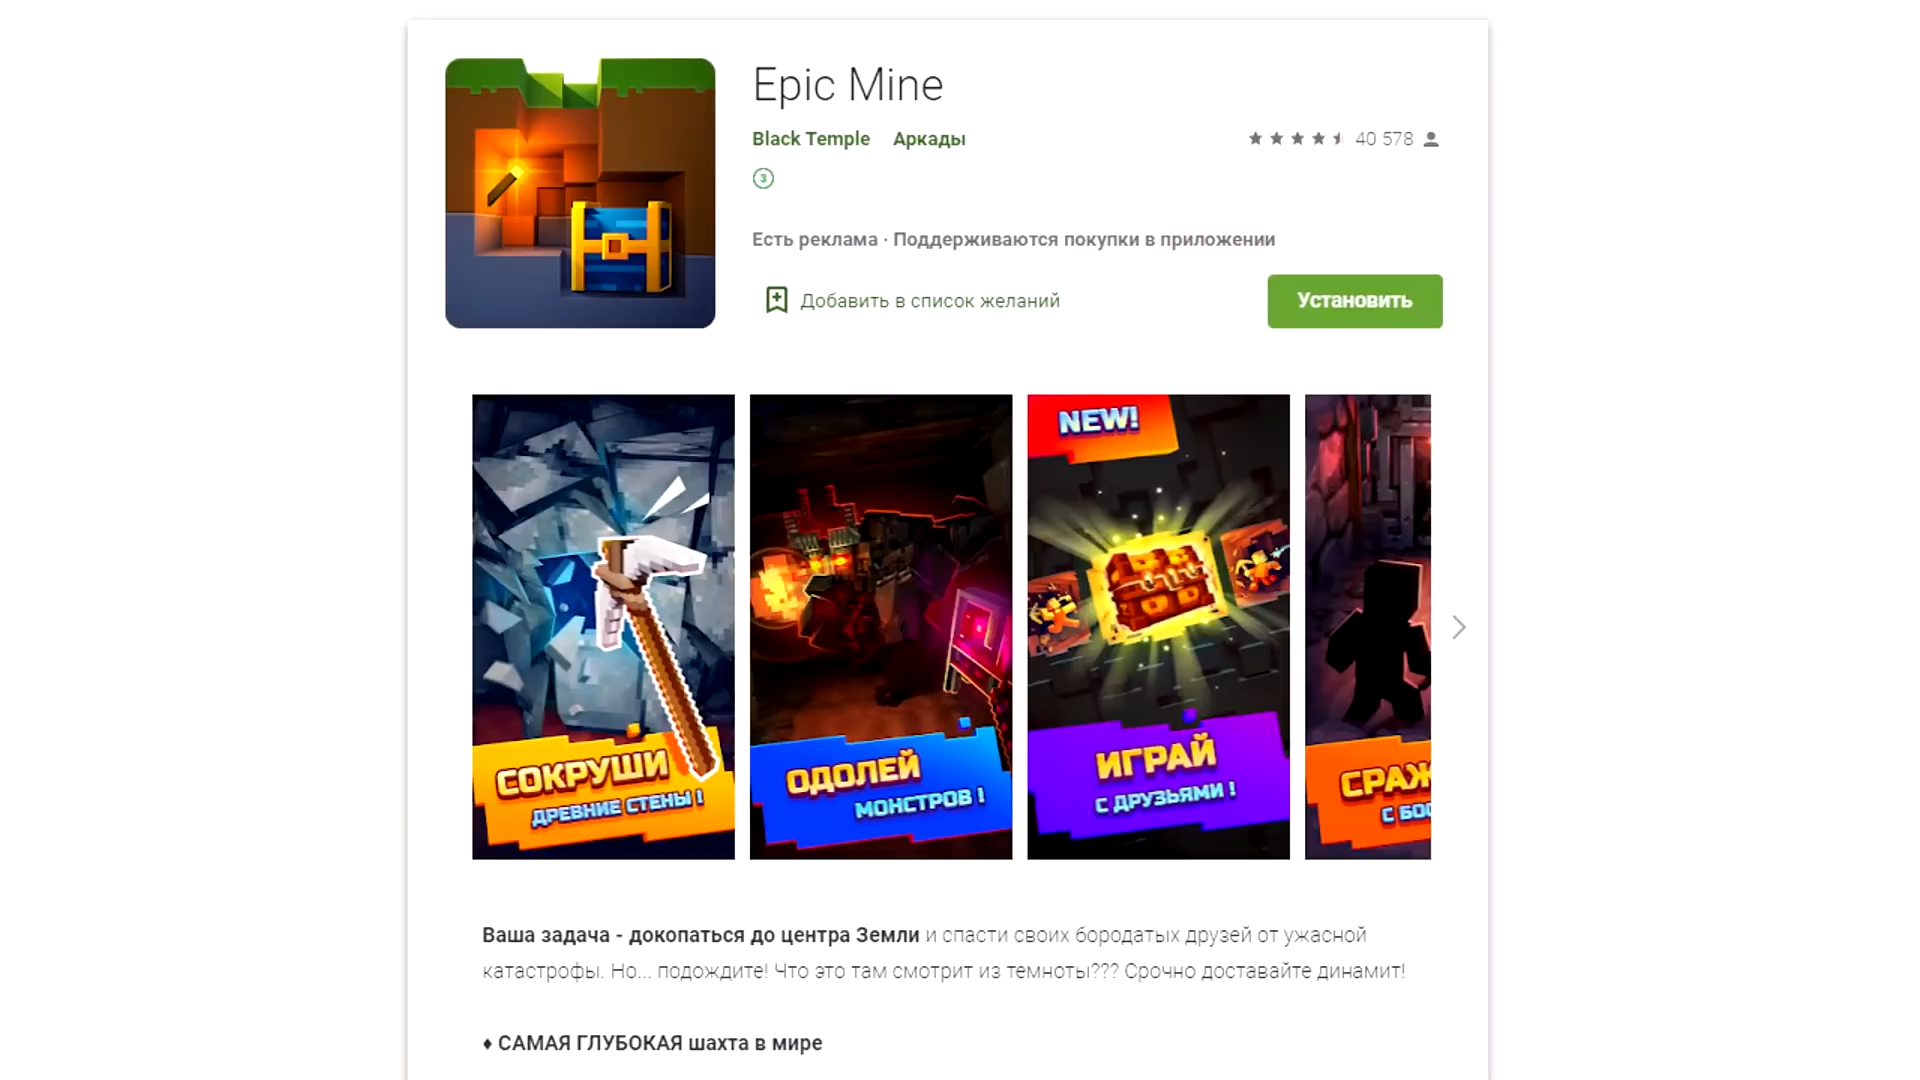 Epic Mine
Black Temple Аркады
40 578
3
Есть реклама · Поддерживаются покупки в приложении
Добавить в список желаний
Установить
СОКРУШИ
ДРЕВНИЕ СТЕНЫ !
ОДОЛЕЙ
МОНСТРОВ !
NEW!
ИГРАЙ
С ДРУЗЬЯМИ !
С
Ваша задача - докопаться до центра Земли и спасти своих бородатых друзей от ужасной
катастрофы. Но... подождите! Что это там смотрит из темноты??? Срочно доставайте динамит!
♦ САМАЯ ГЛУБОКАЯ шахта в мире